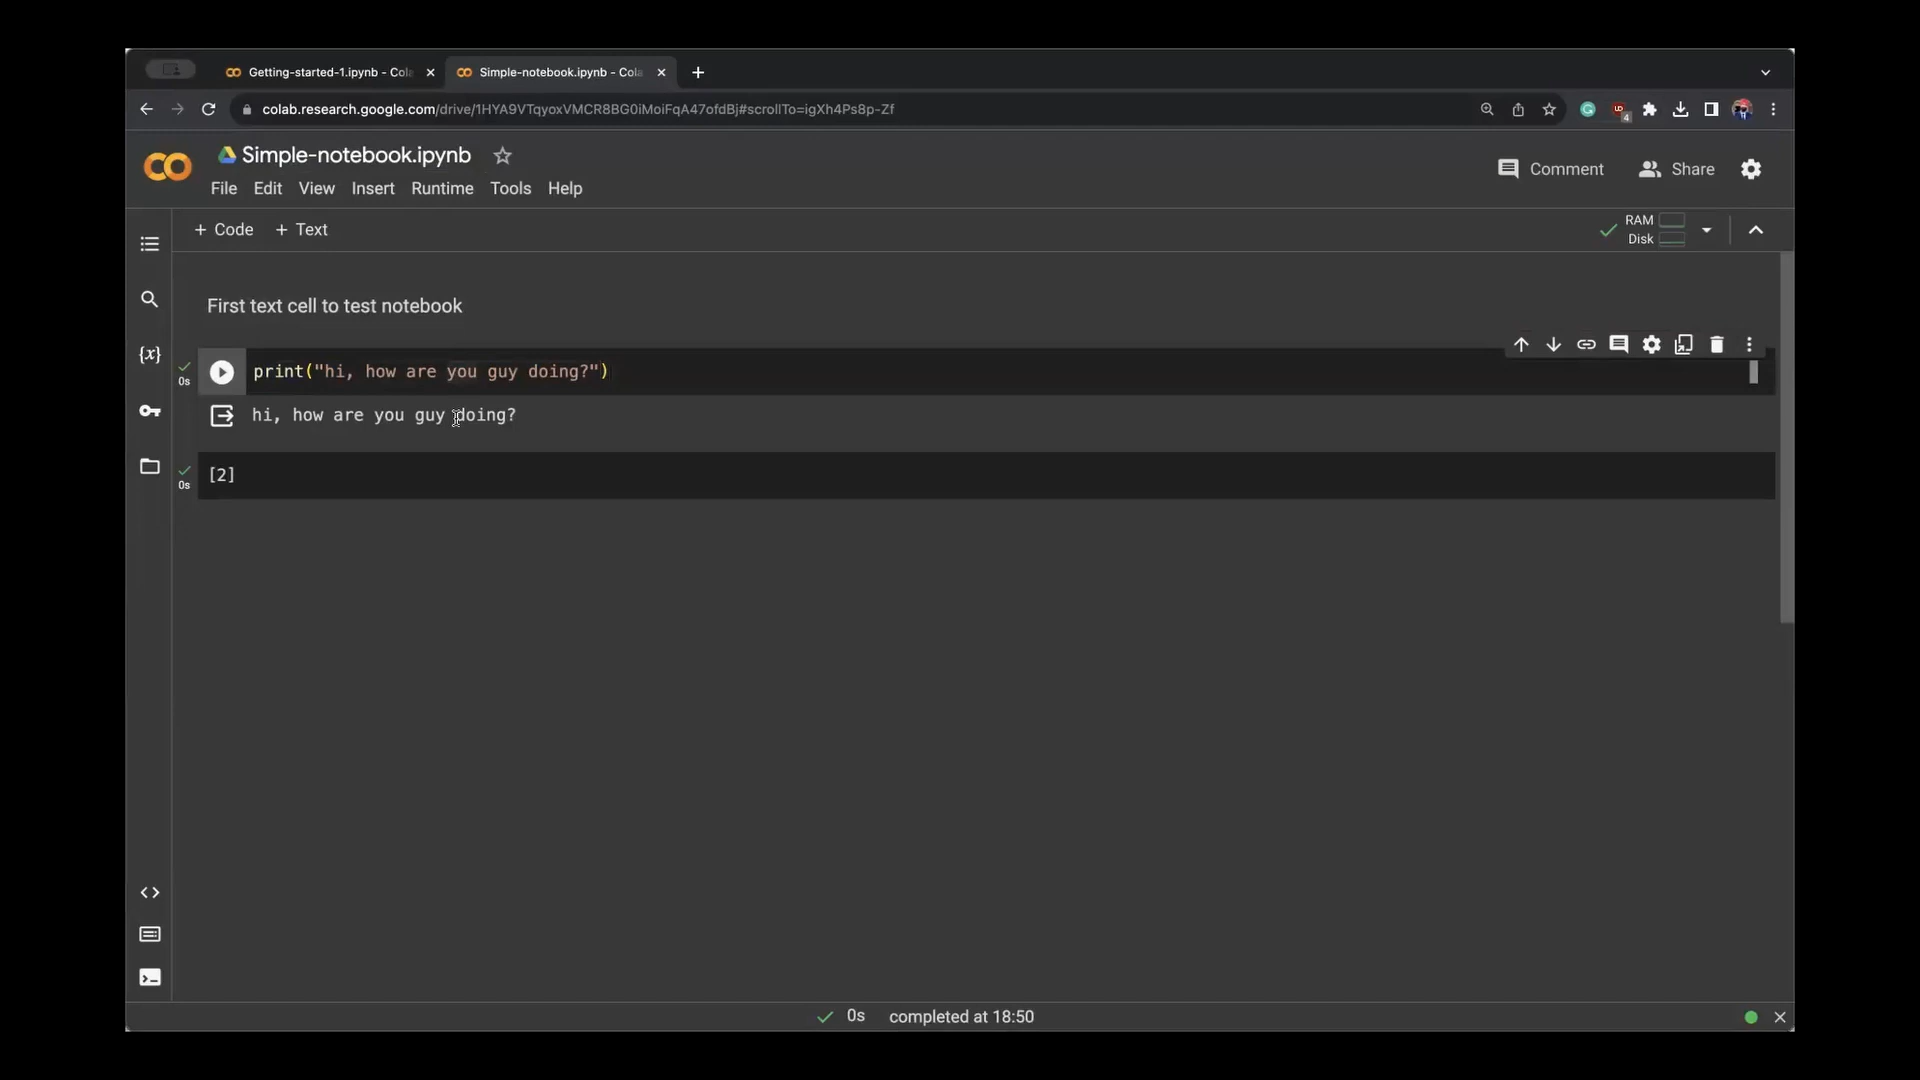 Getting-started-1.ipynb - Cola
Simple-notebook.ipynb - Cola
colab.research.google.com/drive/1HYA9VTqyoxVMCR8BG0iMoiFqA47ofdBj#scrollTo=igXh4Ps8p-Zf
4
Simple-notebook.ipynb
File Edit View Insert Runtime Tools Help
Comment Share
+ Code + Text
RAM
Disk
First text cell to test notebook
{x}
0s
print("hi, how are you guy doing?")
hi, how are you guy doing?
0s
[2]
0s completed at 18:50